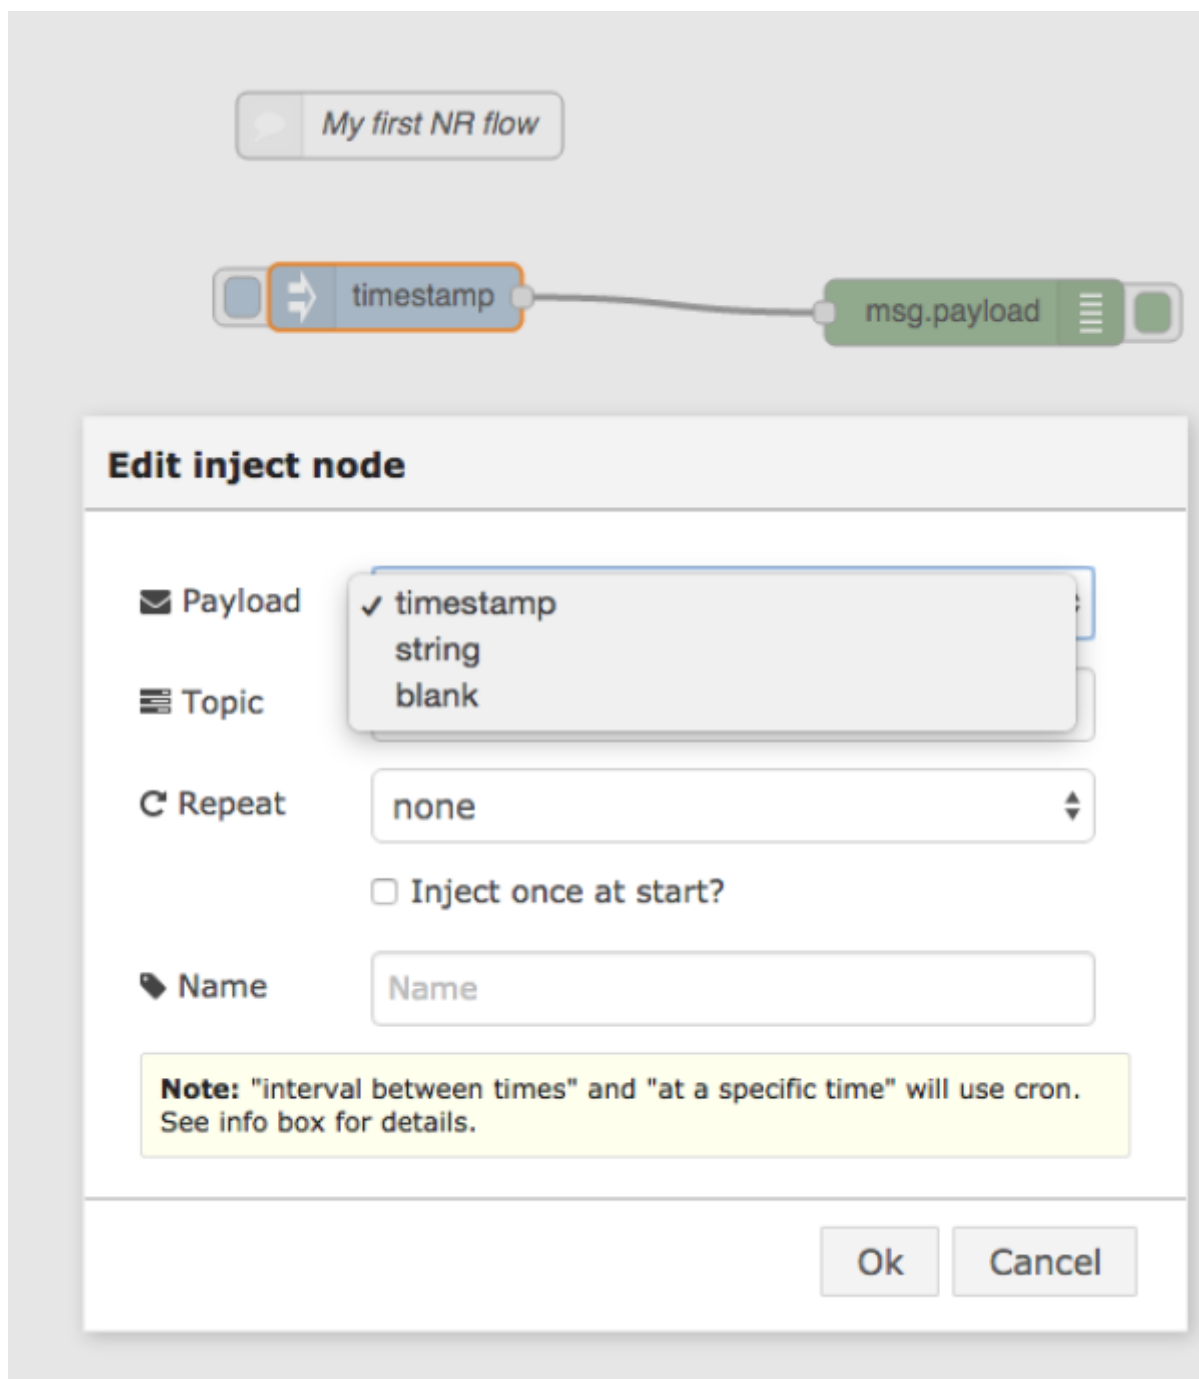 My first NR flow
timestamp
msg.payload
Edit inject node
Payload
timestamp
string
blank
Topic
Repeat
none
Inject once at start?
Name
Name
Note: "interval between times" and "at a specific time" will use cron.
See info box for details.
Ok
Cancel